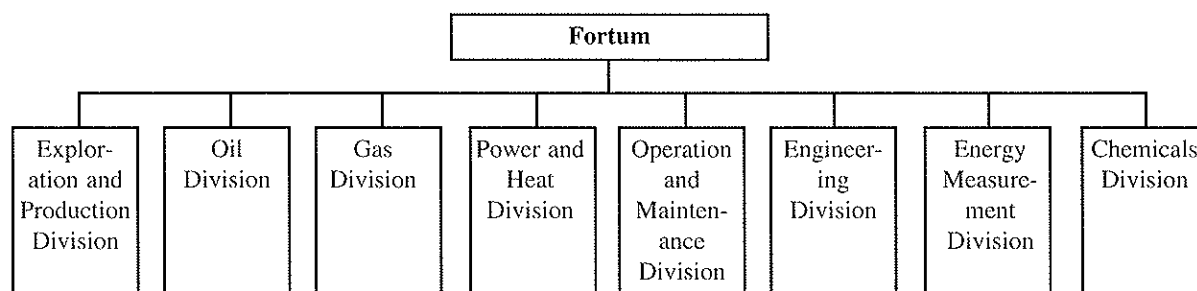 Fortum
Explor-
ation and
Production
Division
Oil
Division
Gas
Division
Power and
Heat
Division
Operation
and
Mainten-
ance
Division
Engineer-
ing
Division
Energy
Measure-
ment
Division
Chemicals
Division